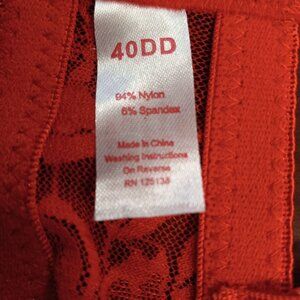 40DD
94% Nylon
6% Spandex
Made in China
Washing Instructions
On Reverse
RN 125138